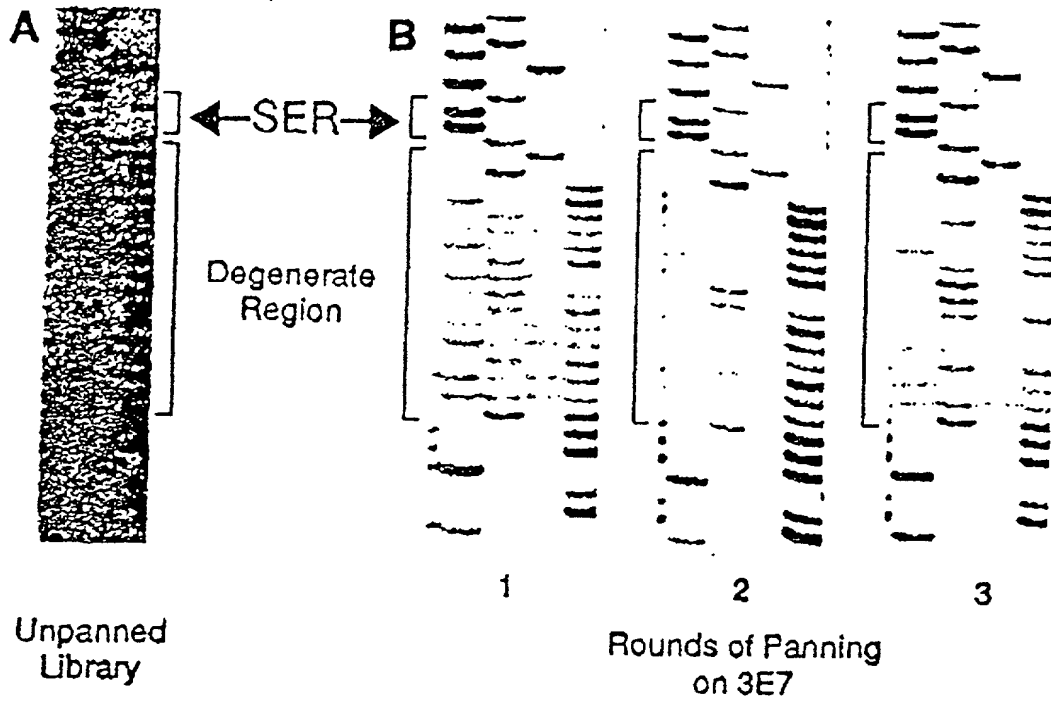 A
B
SER
Degenerate
Region
1
2
3
Unpanned
Library
Rounds of Panning
on 3E7